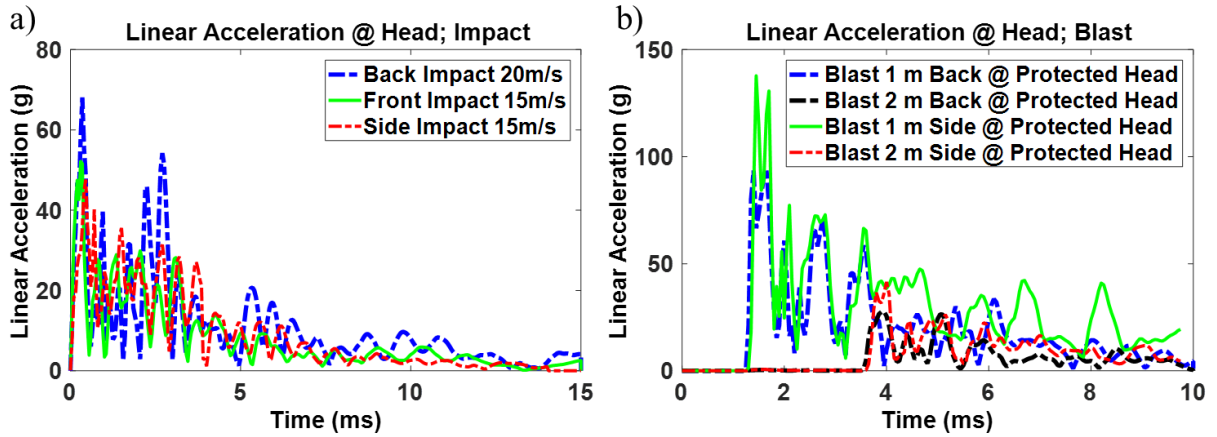 a)
Linear Acceleration @ Head; Impact
Linear Acceleration (g)
80
60
40
20
0
Back Impact 20m/s
Front Impact 15m/s
Side Impact 15m/s
0 5 10 15
Time (ms)
b)
Linear Acceleration @ Head; Blast
Linear Acceleration (g)
150
100
50
0
Blast 1 m Back @ Protected Head
Blast 2 m Back @ Protected Head
Blast 1 m Side @ Protected Head
Blast 2 m Side @ Protected Head
0 2 4 6 8 10
Time (ms)